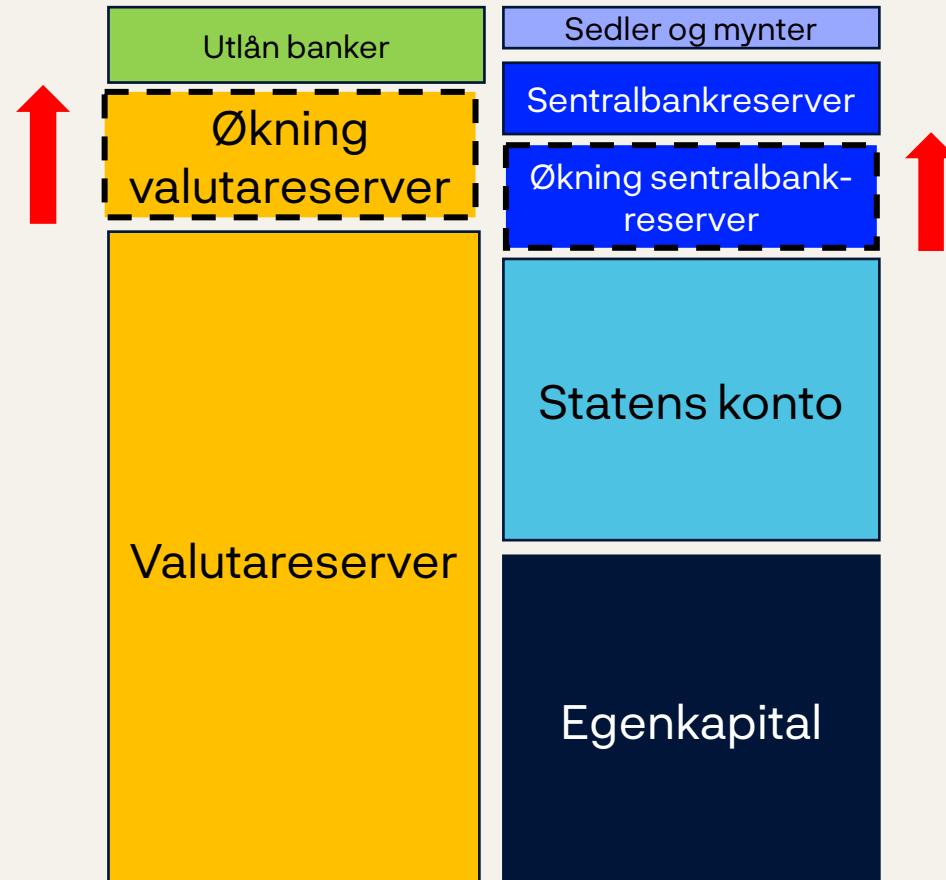 Utlån banker
Økning
valutareserver
Valutareserver
Sedler og mynter
Sentralbankreserver
Økning sentralbank-
reserver
Statens konto
Egenkapital